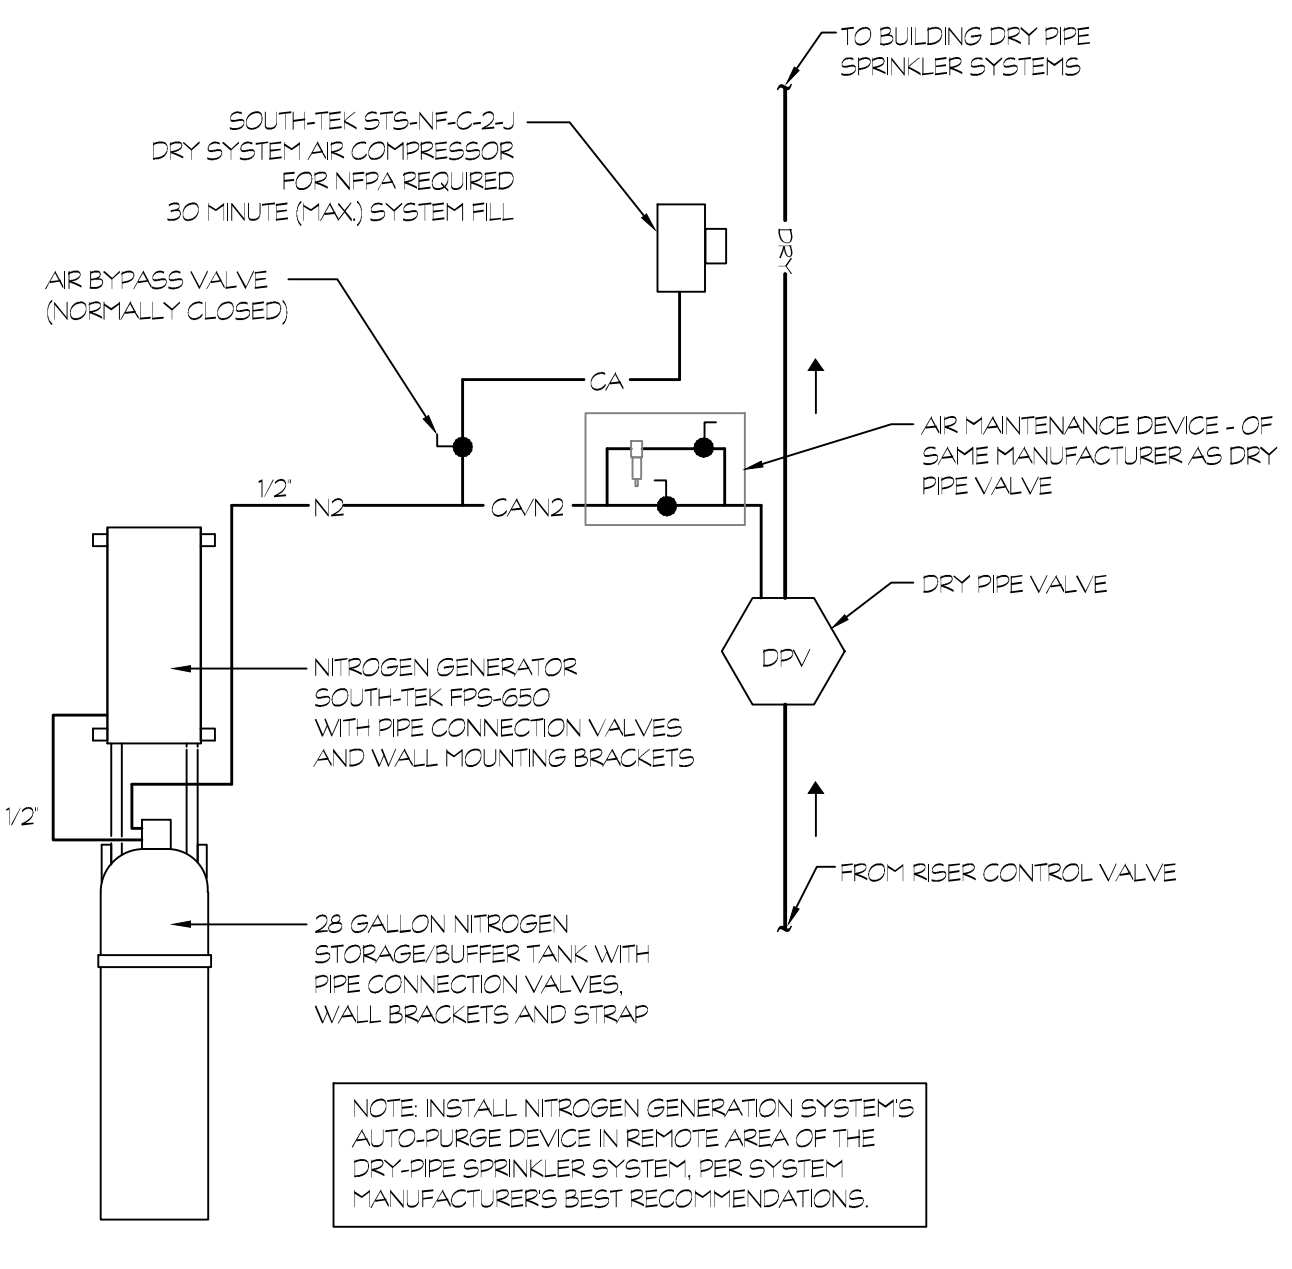 TO BUILDING DRY PIPE
SPRINKLER SYSTEMS
SOUTH-TEK STS-NF-C-2-J
DRY SYSTEM AIR COMPRESSOR
FOR NFPA REQUIRED
30 MINUTE (MAX.) SYSTEM FILL
DRY
AIR BYPASS VALVE
(NORMALLY CLOSED)
CA
AIR MAINTENANCE DEVICE - OF
SAME MANUFACTURER AS DRY
PIPE VALVE
1/2"
N2
CA/N2
DRY PIPE VALVE
DPV
NITROGEN GENERATOR
SOUTH-TEK FPS-650
WITH PIPE CONNECTION VALVES
AND WALL MOUNTING BRACKETS
1/2"
FROM RISER CONTROL VALVE
28 GALLON NITROGEN
STORAGE/BUFFER TANK WITH
PIPE CONNECTION VALVES,
WALL BRACKETS AND STRAP
NOTE: INSTALL NITROGEN GENERATION SYSTEM'S
AUTO-PURGE DEVICE IN REMOTE AREA OF THE
DRY-PIPE SPRINKLER SYSTEM, PER SYSTEM
MANUFACTURER'S BEST RECOMMENDATIONS.